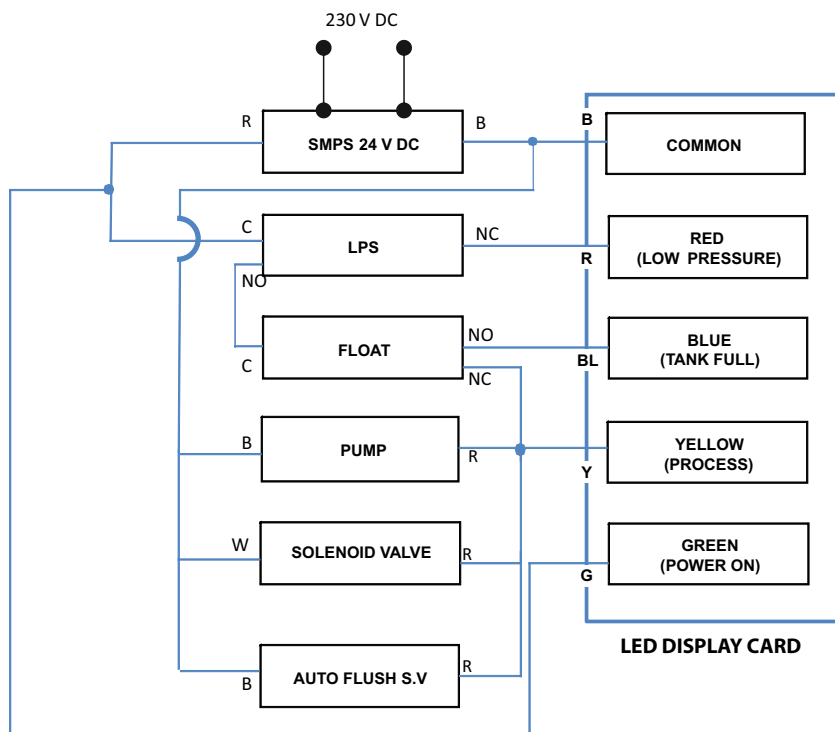 230 V DC
R
SMPS 24 V DC
B
B
COMMON
C
LPS
NC
R
RED
(LOW PRESSURE)
NO
C
FLOAT
NO
NC
BL
BLUE
(TANK FULL)
B
PUMP
R
Y
YELLOW
(PROCESS)
W
SOLENOID VALVE
R
G
GREEN
(POWER ON)
B
AUTO FLUSH S.V
R
LED DISPLAY CARD